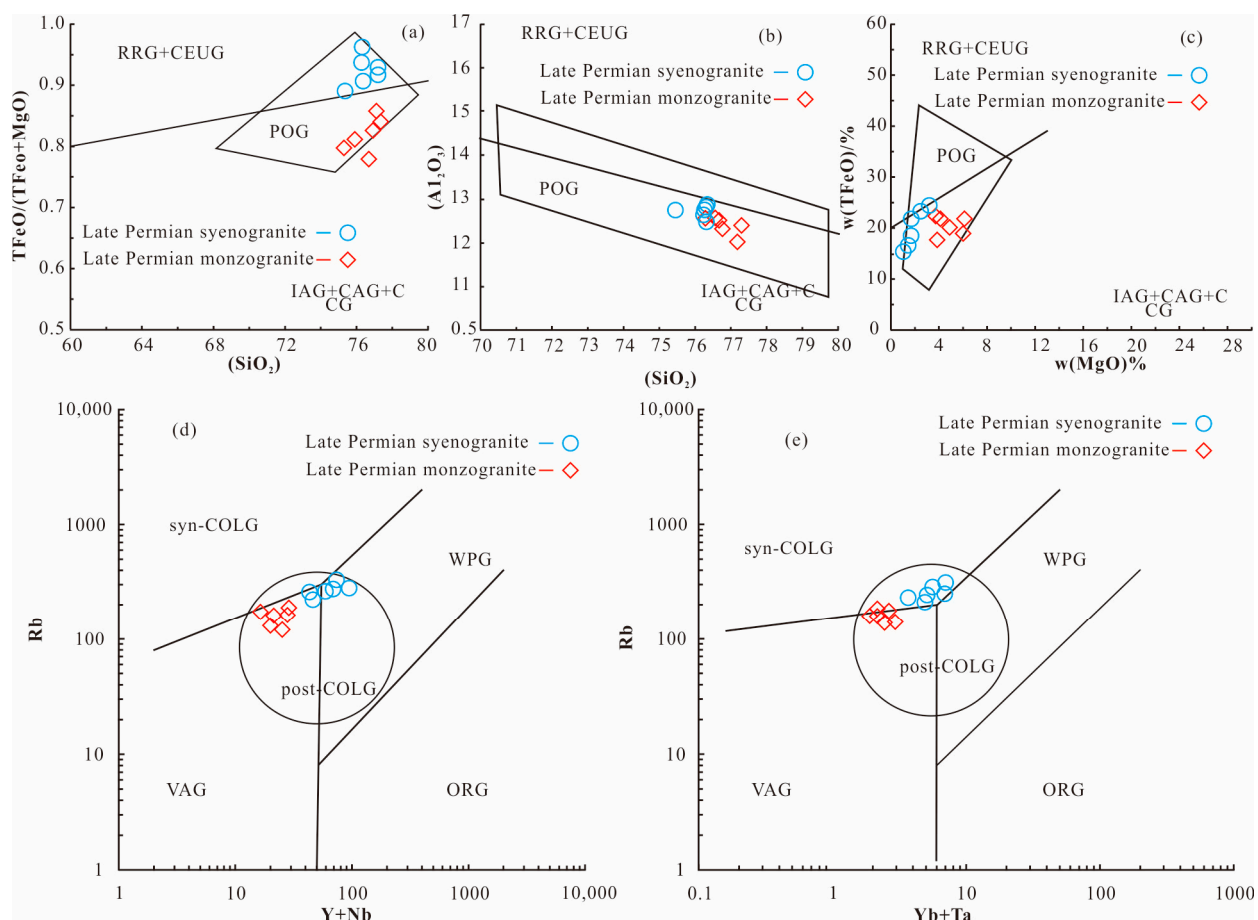 (a)
RRG+CEUG
POG
Late Permian syenogranite
Late Permian monzogranite
IAG+CAG+C
CG
TFeO/(TFeo+MgO)
1.0
0.9
0.8
0.7
0.6
0.5
60
64
68
72
76
80
(SiO₂)
(b)
RRG+CEUG
Late Permian syenogranite
Late Permian monzogranite
POG
IAG+CAG+C
CG
(A1₂O₃)
17
16
15
14
13
12
11
0.5
70
71
72
73
74
75
76
77
78
79
80
(SiO₂)
(c)
RRG+CEUG
Late Permian syenogranite
Late Permian monzogranite
POG
IAG+CAG+C
CG
w(TFeO)/%
60
50
40
30
20
10
0
0
4
8
12
16
20
24
28
w(MgO)%
(d)
Late Permian syenogranite
Late Permian monzogranite
syn-COLG
WPG
post-COLG
VAG
ORG
Rb
10,000
1000
100
10
1
1
10
100
1000
10,000
Y+Nb
(e)
Late Permian syenogranite
Late Permian monzogranite
syn-COLG
WPG
post-COLG
VAG
ORG
Rb
10,000
1000
100
10
1
0.1
1
10
100
1000
Yb+Ta